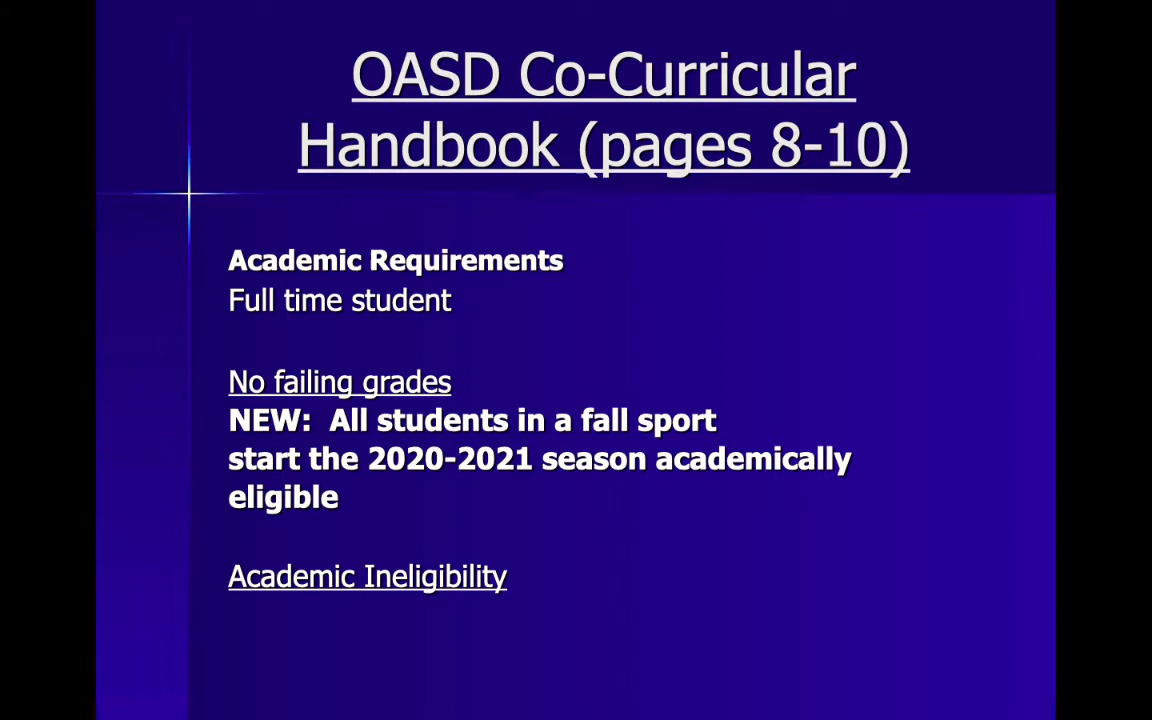 OASD Co-Curricular
Handbook (pages 8-10)
Academic Requirements
Full time student
No failing grades
NEW:  All students in a fall sport
start the 2020-2021 season academically
eligible
Academic Ineligibility